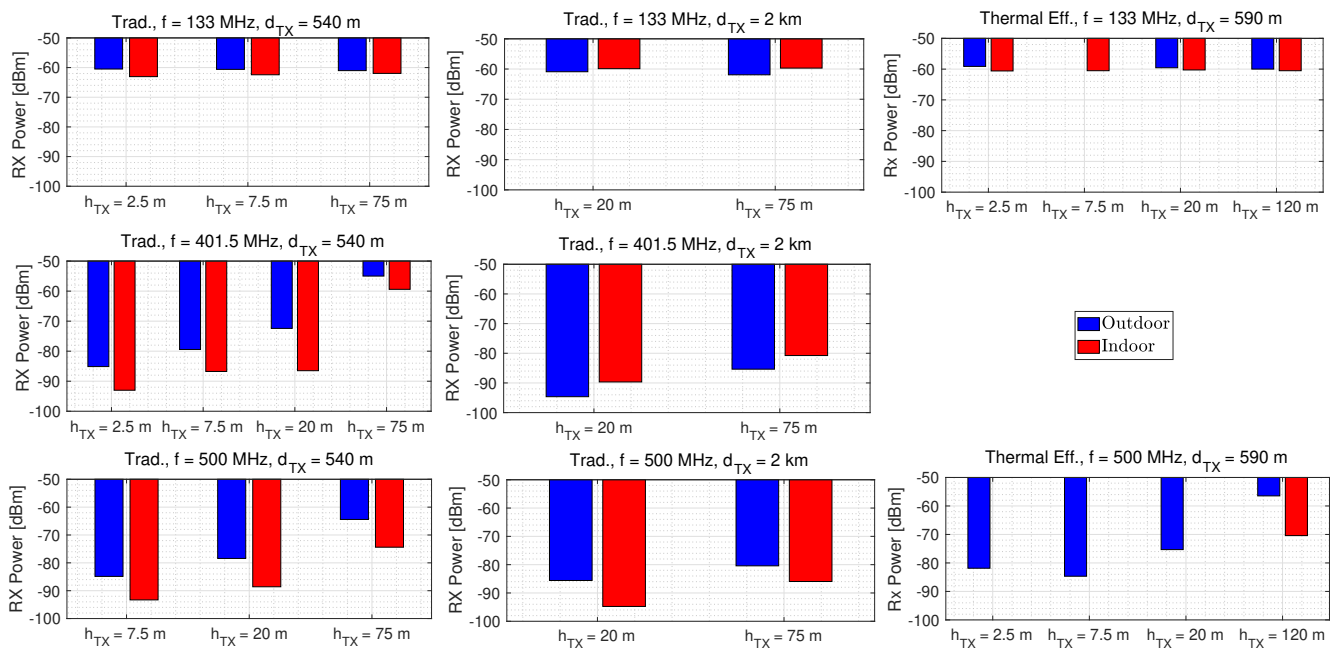 Trad., f = 133 MHz, d_TX = 540 m
RX Power [dBm]
-50
-60
-70
-80
-90
-100
h_TX = 2.5 m h_TX = 7.5 m h_TX = 75 m
Trad., f = 133 MHz, d_TX = 2 km
RX Power [dBm]
-50
-60
-70
-80
-90
-100
h_TX = 20 m h_TX = 75 m
Thermal Eff., f = 133 MHz, d_TX = 590 m
Rx Power [dBm]
-50
-60
-70
-80
-90
-100
h_TX = 2.5 m h_TX = 7.5 m h_TX = 20 m h_TX = 120 m
Trad., f = 401.5 MHz, d_TX = 540 m
RX Power [dBm]
-50
-60
-70
-80
-90
-100
h_TX = 2.5 m h_TX = 7.5 m h_TX = 20 m h_TX = 75 m
Trad., f = 401.5 MHz, d_TX = 2 km
RX Power [dBm]
-50
-60
-70
-80
-90
-100
h_TX = 20 m h_TX = 75 m
Outdoor
Indoor
Trad., f = 500 MHz, d_TX = 540 m
RX Power [dBm]
-50
-60
-70
-80
-90
-100
h_TX = 7.5 m h_TX = 20 m h_TX = 75 m
Trad., f = 500 MHz, d_TX = 2 km
RX Power [dBm]
-50
-60
-70
-80
-90
-100
h_TX = 20 m h_TX = 75 m
Thermal Eff., f = 500 MHz, d_TX = 590 m
Rx Power [dBm]
-50
-60
-70
-80
-90
-100
h_TX = 2.5 m h_TX = 7.5 m h_TX = 20 m h_TX = 120 m